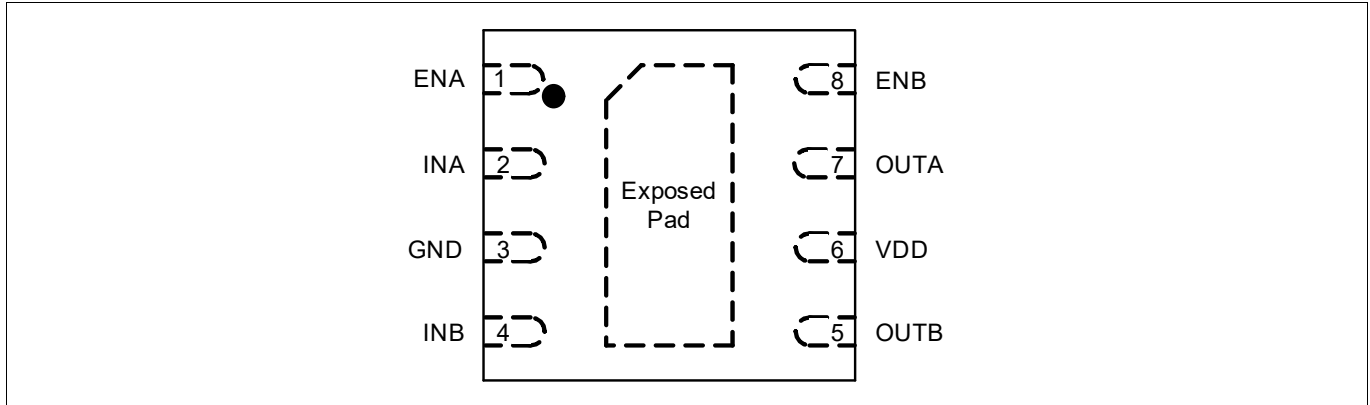 ENA 1 8 ENB
INA 2 7 OUTA
Exposed
Pad
GND 3 6 VDD
INB 4 5 OUTB